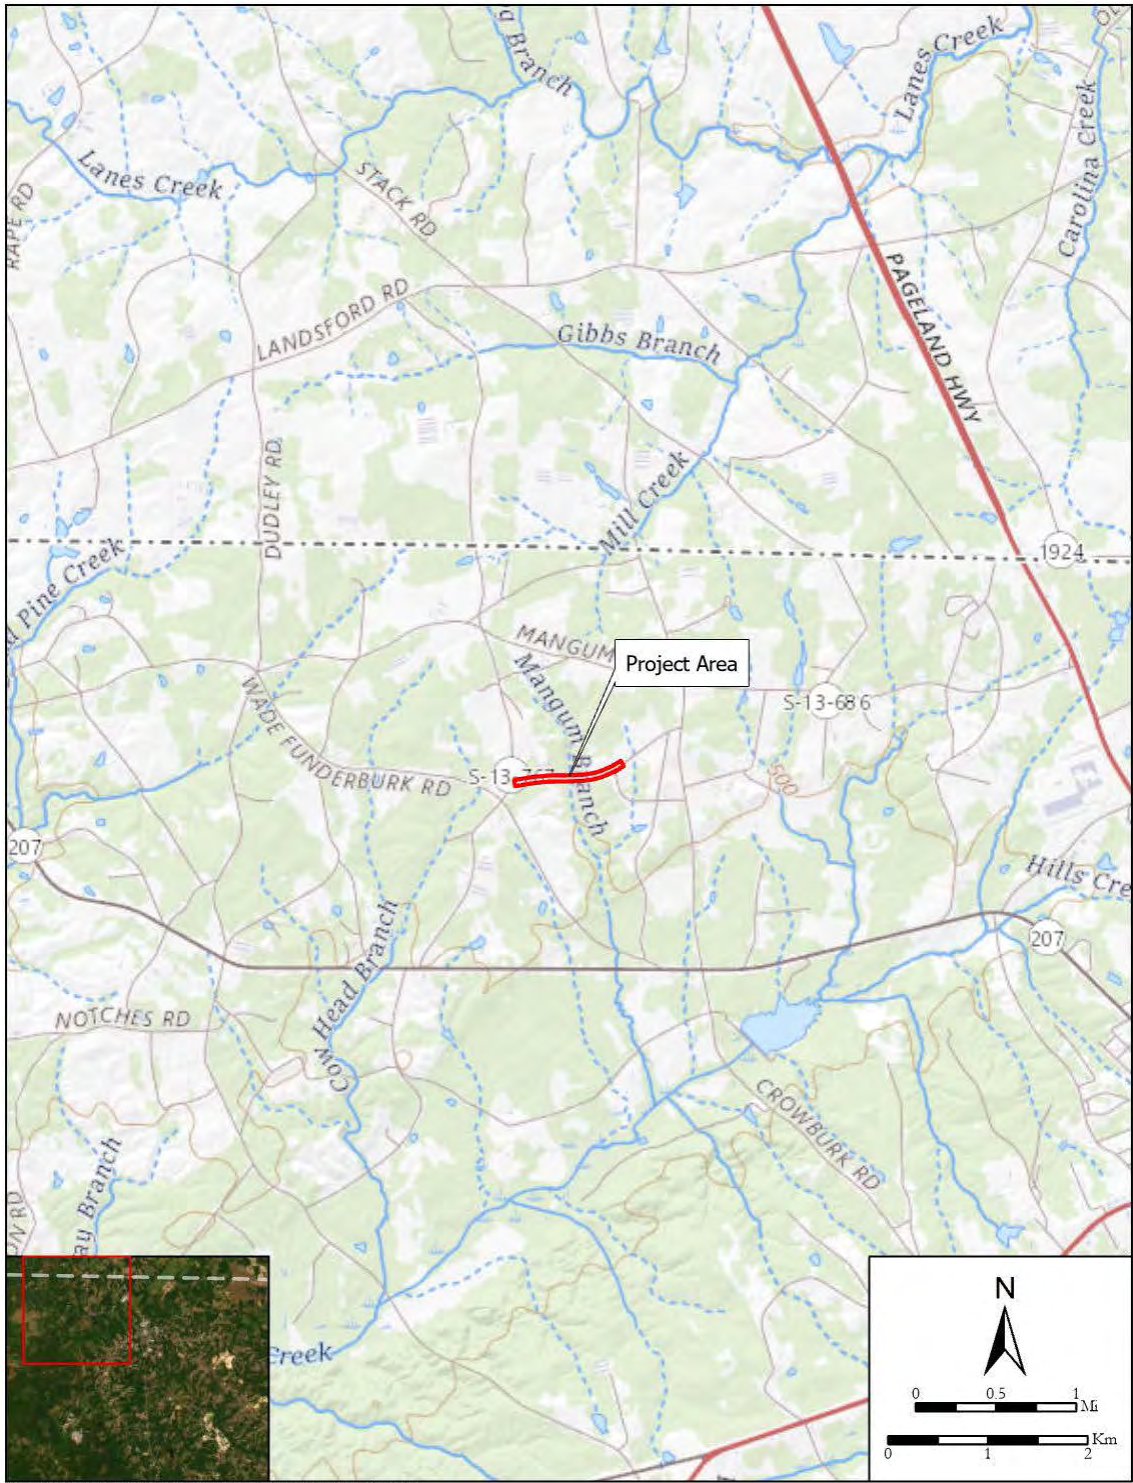 Branch
Lanes Creek
Carolina Creek
Lanes Creek
STACK RD
RAPE RD
PAGELAND HWY
LANDSFORD RD
Gibbs Branch
DUDLEY RD
Mill Creek
1924
Pine Creek
MANGUM
Project Area
Mangum Branch
WADE FUNDERBURK RD
S-13-686
S-13-767
500
207
Hills Cre
207
Cow Head Branch
NOTCHES RD
CROWBURK RD
ay Branch
RD
Creek
N
0 0.5 1
Mi
Km
0 1 2